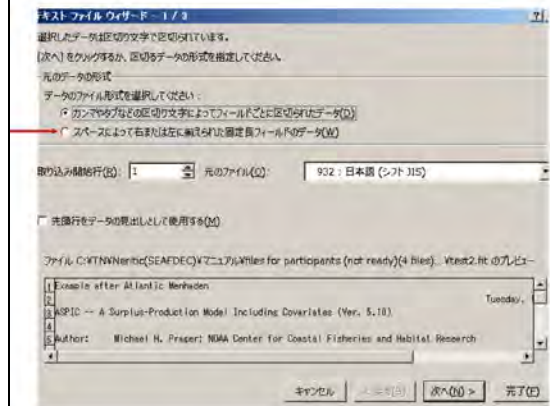 テキスト ファイル ウィザード - 1 / 3
選択したデータは区切り文字で区切られています。
[次へ] をクリックするか、区切るデータの形式を指定してください。
元のデータの形式
データのファイル形式を選択してください:
カンマやタブなどの区切り文字によってフィールドごとに区切られたデータ(D)
スペースによって右または左に揃えられた固定長フィールドのデータ(W)
取り込み開始行(R): 1 元のファイル(O): 932 : 日本語 (シフト JIS)
先頭行をデータの見出しとして使用する(M)
ファイル C:¥TN¥Neritic(SEAFDEC)¥マニュアル¥files for participants (not ready)(4 files)... ¥test2.fit のプレビュー
1 Example after Atlantic Menhaden
2 Tuesday,
3 ASPIC -- A Surplus-Production Model Including Covariates (Ver. 5.10)
4
5 Author: Michael H. Prager; NOAA Center for Coastal Fisheries and Habitat Research
キャンセル < 戻る(B) 次へ(N) > 完了(F)